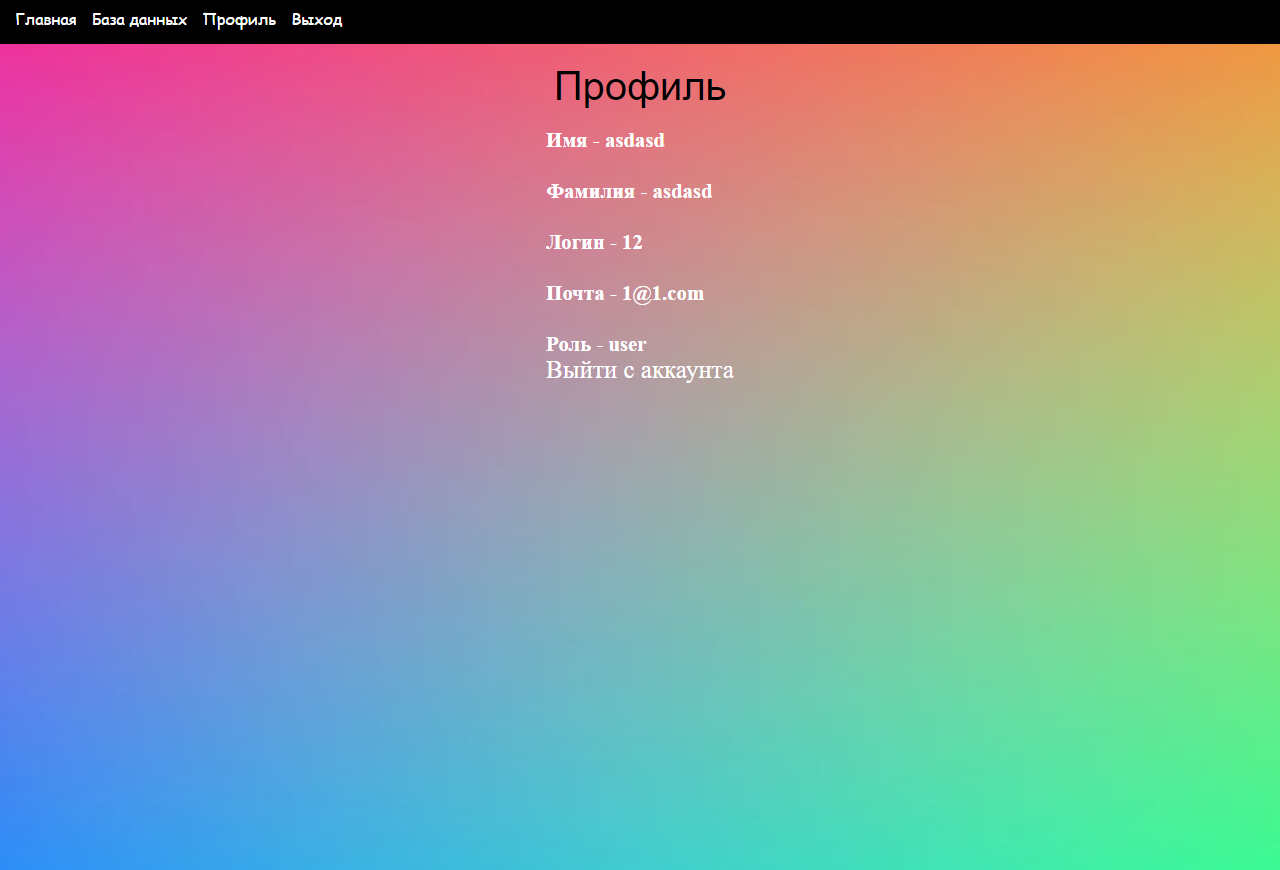 Главная База данных Профиль Выход
Профиль
Имя - asdasd
Фамилия - asdasd
Логин - 12
Почта - 1@1.com
Роль - user
Выйти с аккаунта